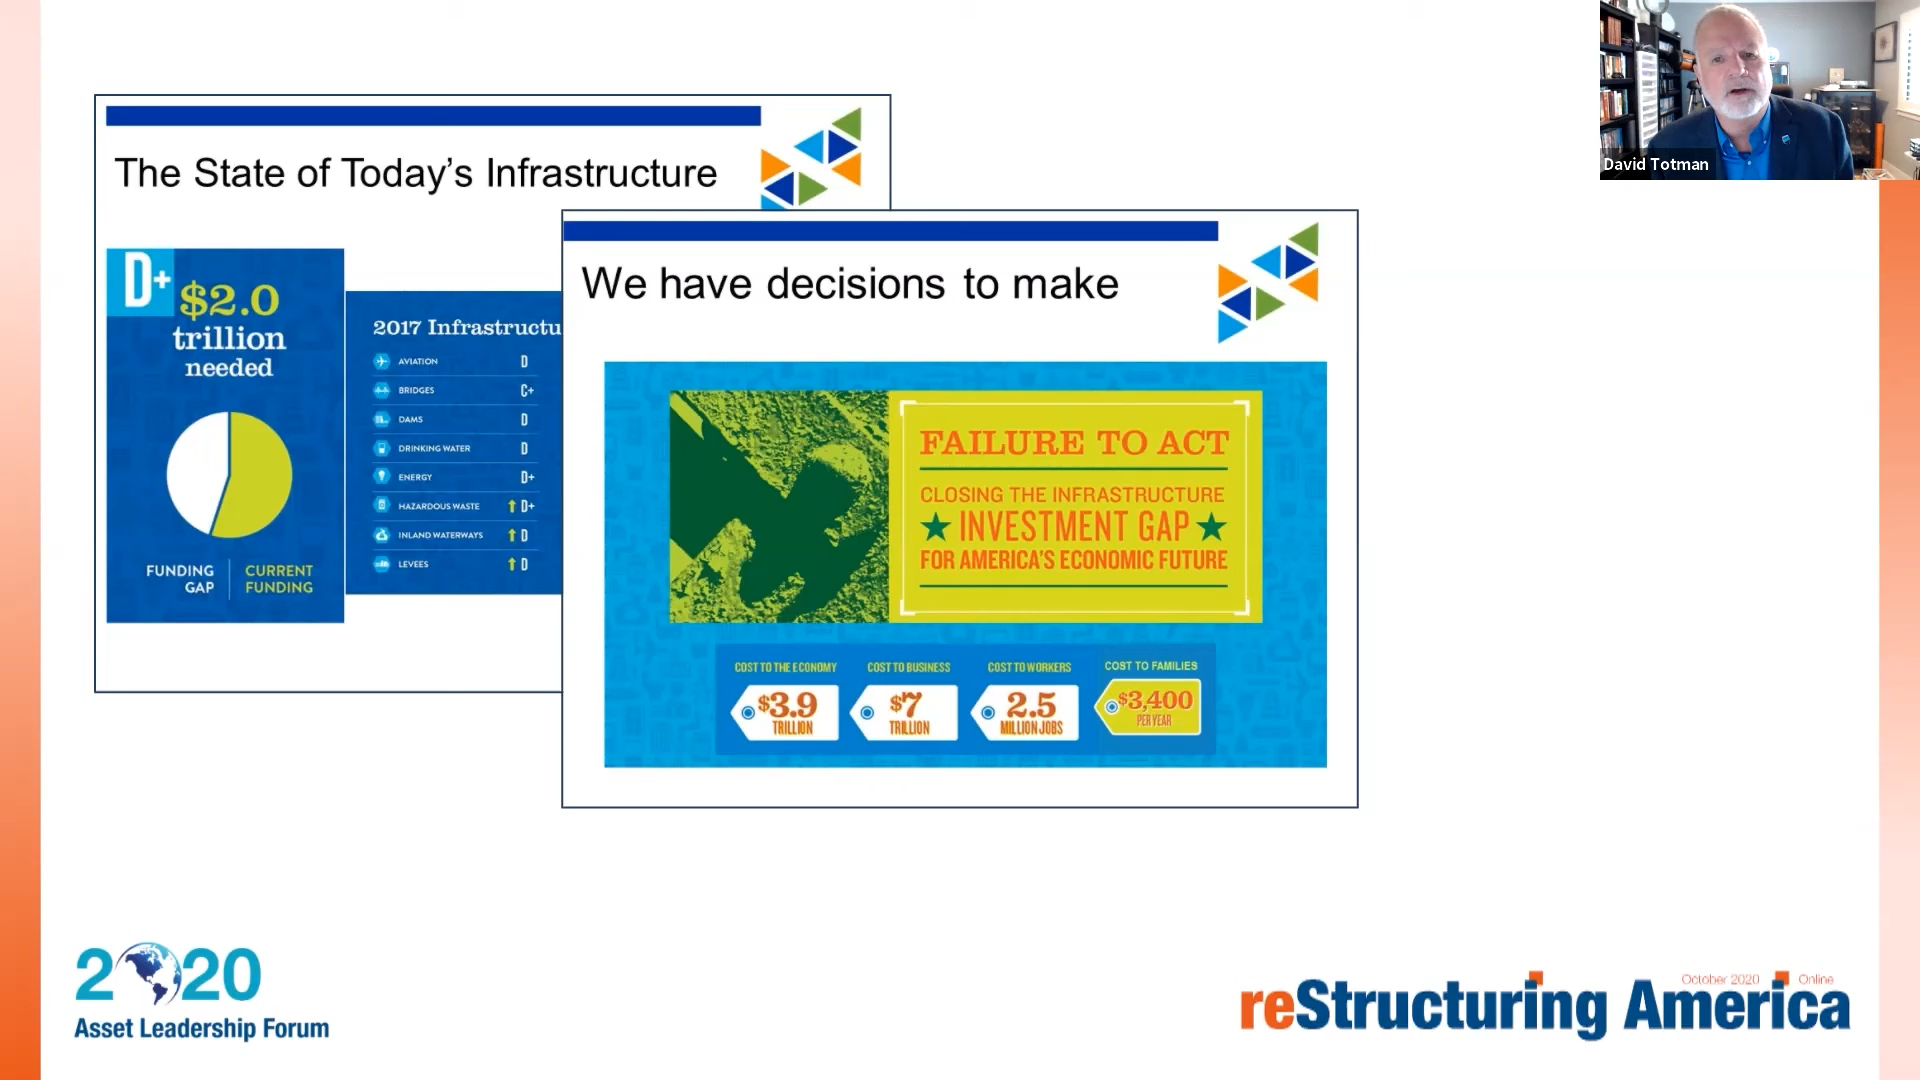 David Totman
The State of Today's Infrastructure
D+
$2.0
trillion
needed
FUNDING
GAP
CURRENT
FUNDING
2017 Infrastructu
AVIATION D
BRIDGES C+
DAMS D
DRINKING WATER D
ENERGY D+
HAZARDOUS WASTE D+
INLAND WATERWAYS D
LEVEES D
We have decisions to make
FAILURE TO ACT
CLOSING THE INFRASTRUCTURE
INVESTMENT GAP
FOR AMERICA'S ECONOMIC FUTURE
COST TO THE ECONOMY
$3.9
TRILLION
COST TO BUSINESS
$7
TRILLION
COST TO WORKERS
2.5
MILLION JOBS
COST TO FAMILIES
$3,400
PER YEAR
2020
Asset Leadership Forum
October 2020 Online
reStructuring America